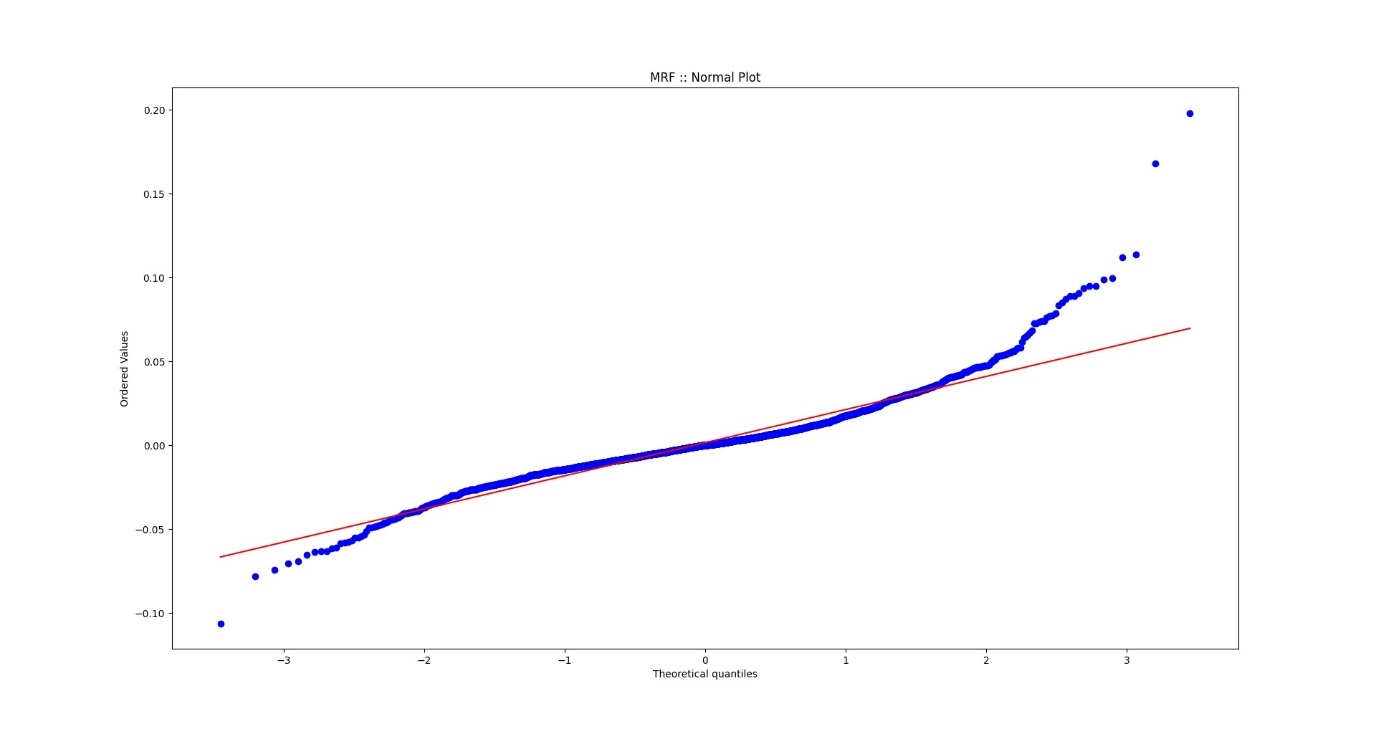 MRF :: Normal Plot
0.20
0.15
0.10
0.05
0.00
−0.05
−0.10
Ordered Values
−3 −2 −1 0 1 2 3
Theoretical quantiles